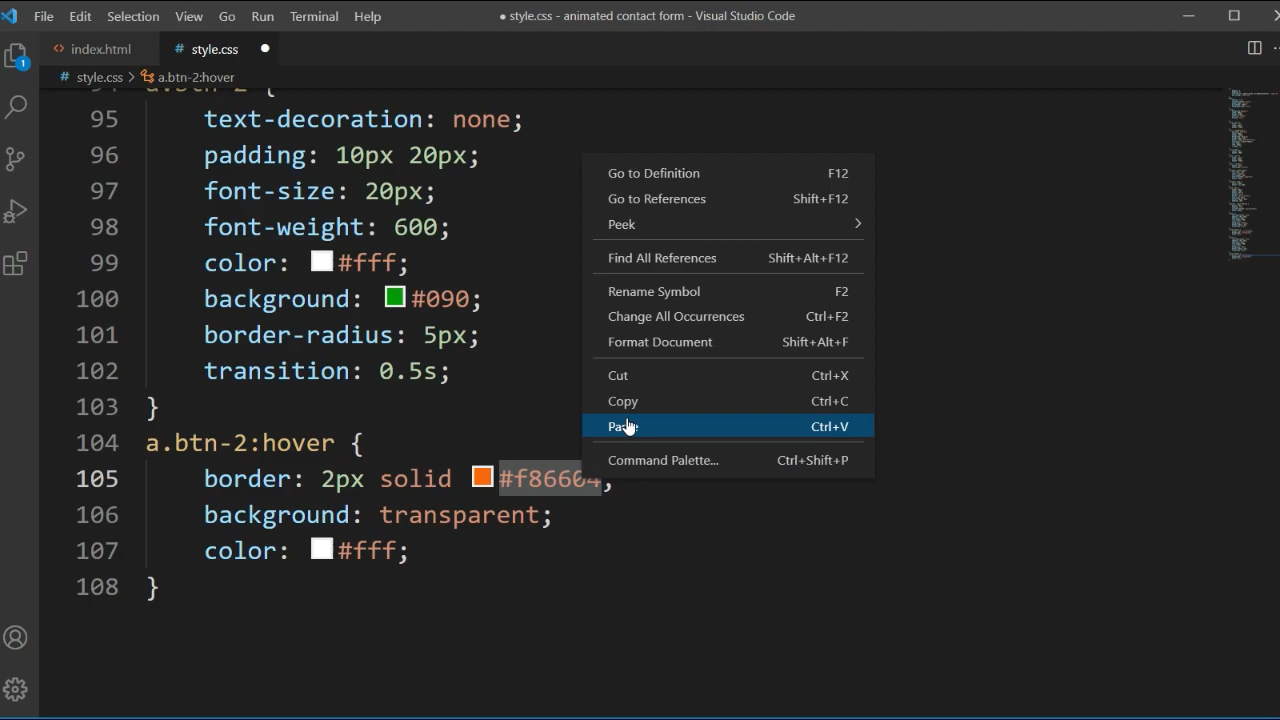 File Edit Selection View Go Run Terminal Help ● style.css - animated contact form - Visual Studio Code
<> index.html # style.css ●
# style.css > a.btn-2:hover
1
95 text-decoration: none;
96 padding: 10px 20px;
97 font-size: 20px;
98 font-weight: 600;
99 color: #fff;
100 background: #090;
101 border-radius: 5px;
102 transition: 0.5s;
103 }
104 a.btn-2:hover {
105 border: 2px solid #f86604;
106 background: transparent;
107 color: #fff;
108 }
Go to Definition F12
Go to References Shift+F12
Peek >
Find All References Shift+Alt+F12
Rename Symbol F2
Change All Occurrences Ctrl+F2
Format Document Shift+Alt+F
Cut Ctrl+X
Copy Ctrl+C
Paste Ctrl+V
Command Palette... Ctrl+Shift+P